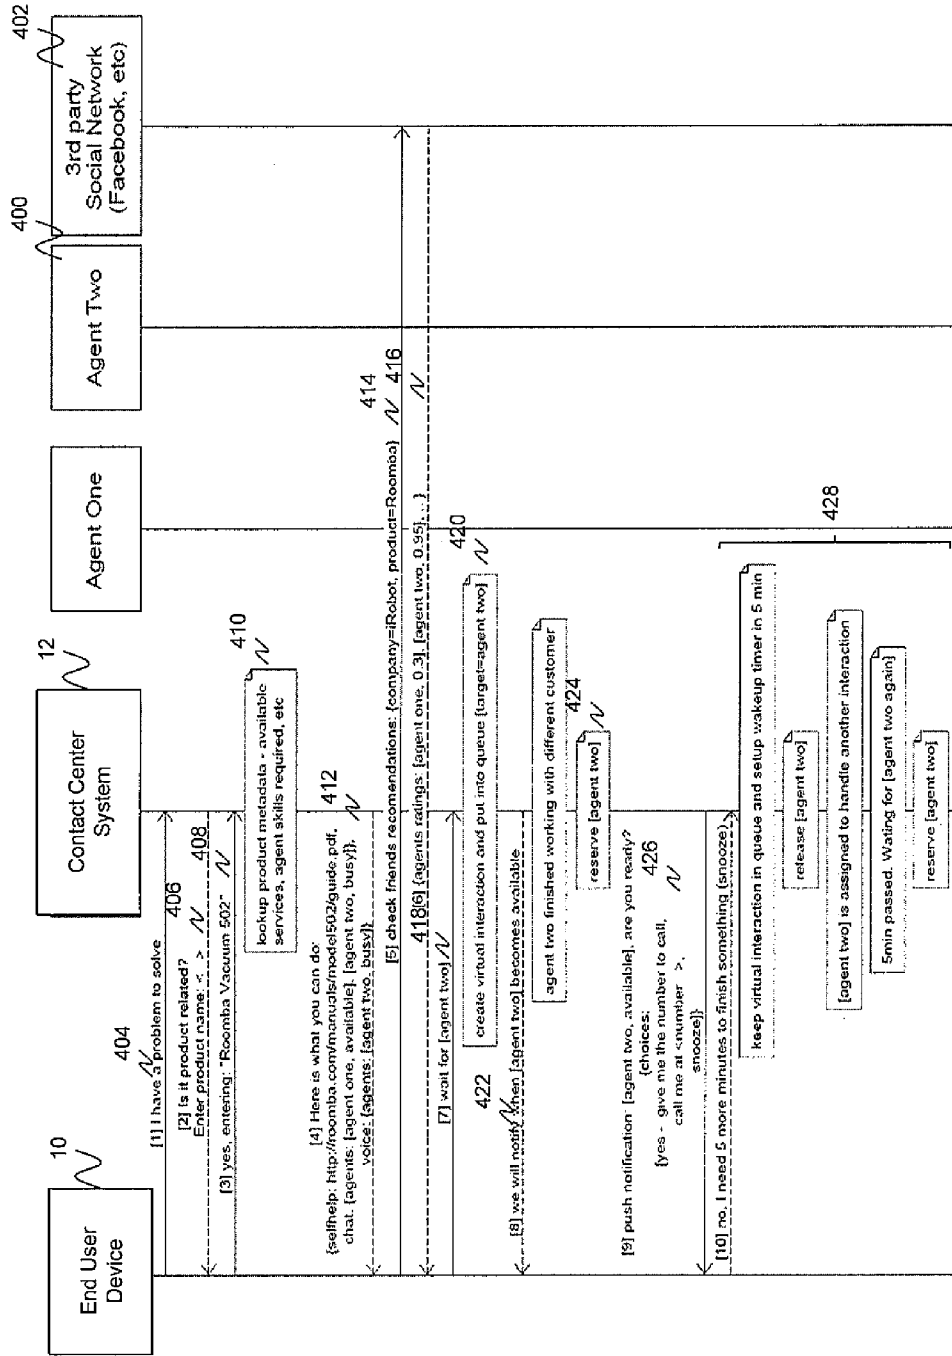 10
End User
Device
12
Contact Center
System
Agent One
400
Agent Two
402
3rd party
Social Network
(Facebook, etc)
404
[1] I have a problem to solve
406
[2] Is it product related?
Enter product name: < >
408
[3] yes, entering: "Roomba Vacuum 502"
410
lookup product metadata - available
services, agent skills required, etc
412
[4] Here is what you can do:
{selfhelp: http://roomba.com/manuals/model502/guide.pdf,
chat. {agents: [agent one, available]. [agent two, busy]},
voice: {agents: [agent two, busy]}
414
[5] check friends recomendations: {company=iRobot, product=Roomba}
416
418
[6] {agents ratings' [agent one, 0.3]. [agent two, 0.95]. ...}
[7] wait for [agent two]
420
create virtual interaction and put into queue [target=agent two]
422
[8] we will notify when [agent two] becomes available
agent two finished working with different customer
424
reserve [agent two]
[9] push notification' [agent two, available], are you ready?
{choices:
[yes - give me the number to call,
call me at <number >,
snooze]}
426
[10] no, I need 5 more minutes to finish something (snooze)
428
keep virtual interaction in queue and setup wakeup timer in 5 min
release [agent two]
[agent two] is assigned to handle another interaction
5min passed. Wating for [agent two again]
reserve [agent two]